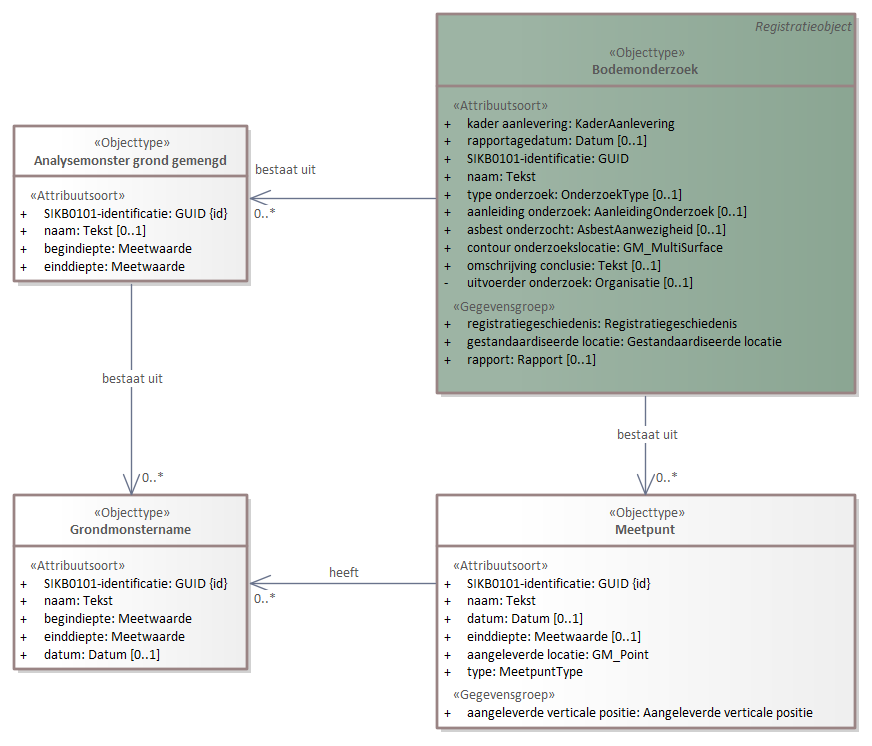 Registratieobject
«Objecttype»
Bodemonderzoek
«Attribuutsoort»
+ kader aanlevering: KaderAanlevering
+ rapportagedatum: Datum [0..1]
+ SIKB0101-identificatie: GUID
+ naam: Tekst
+ type onderzoek: OnderzoekType [0..1]
+ aanleiding onderzoek: AanleidingOnderzoek [0..1]
+ asbest onderzocht: AsbestAanwezigheid [0..1]
+ contour onderzoekslocatie: GM_MultiSurface
+ omschrijving conclusie: Tekst [0..1]
- uitvoerder onderzoek: Organisatie [0..1]
«Gegevensgroep»
+ registratiegeschiedenis: Registratiegeschiedenis
+ gestandaardiseerde locatie: Gestandaardiseerde locatie
+ rapport: Rapport [0..1]
«Objecttype»
Analysemonster grond gemengd
«Attribuutsoort»
+ SIKB0101-identificatie: GUID {id}
+ naam: Tekst [0..1]
+ begindiepte: Meetwaarde
+ einddiepte: Meetwaarde
bestaat uit
0..*
bestaat uit
0..*
bestaat uit
0..*
«Objecttype»
Grondmonstername
«Attribuutsoort»
+ SIKB0101-identificatie: GUID {id}
+ naam: Tekst
+ begindiepte: Meetwaarde
+ einddiepte: Meetwaarde
+ datum: Datum [0..1]
heeft
0..*
«Objecttype»
Meetpunt
«Attribuutsoort»
+ SIKB0101-identificatie: GUID {id}
+ naam: Tekst
+ datum: Datum [0..1]
+ einddiepte: Meetwaarde [0..1]
+ aangeleverde locatie: GM_Point
+ type: MeetpuntType
«Gegevensgroep»
+ aangeleverde verticale positie: Aangeleverde verticale positie